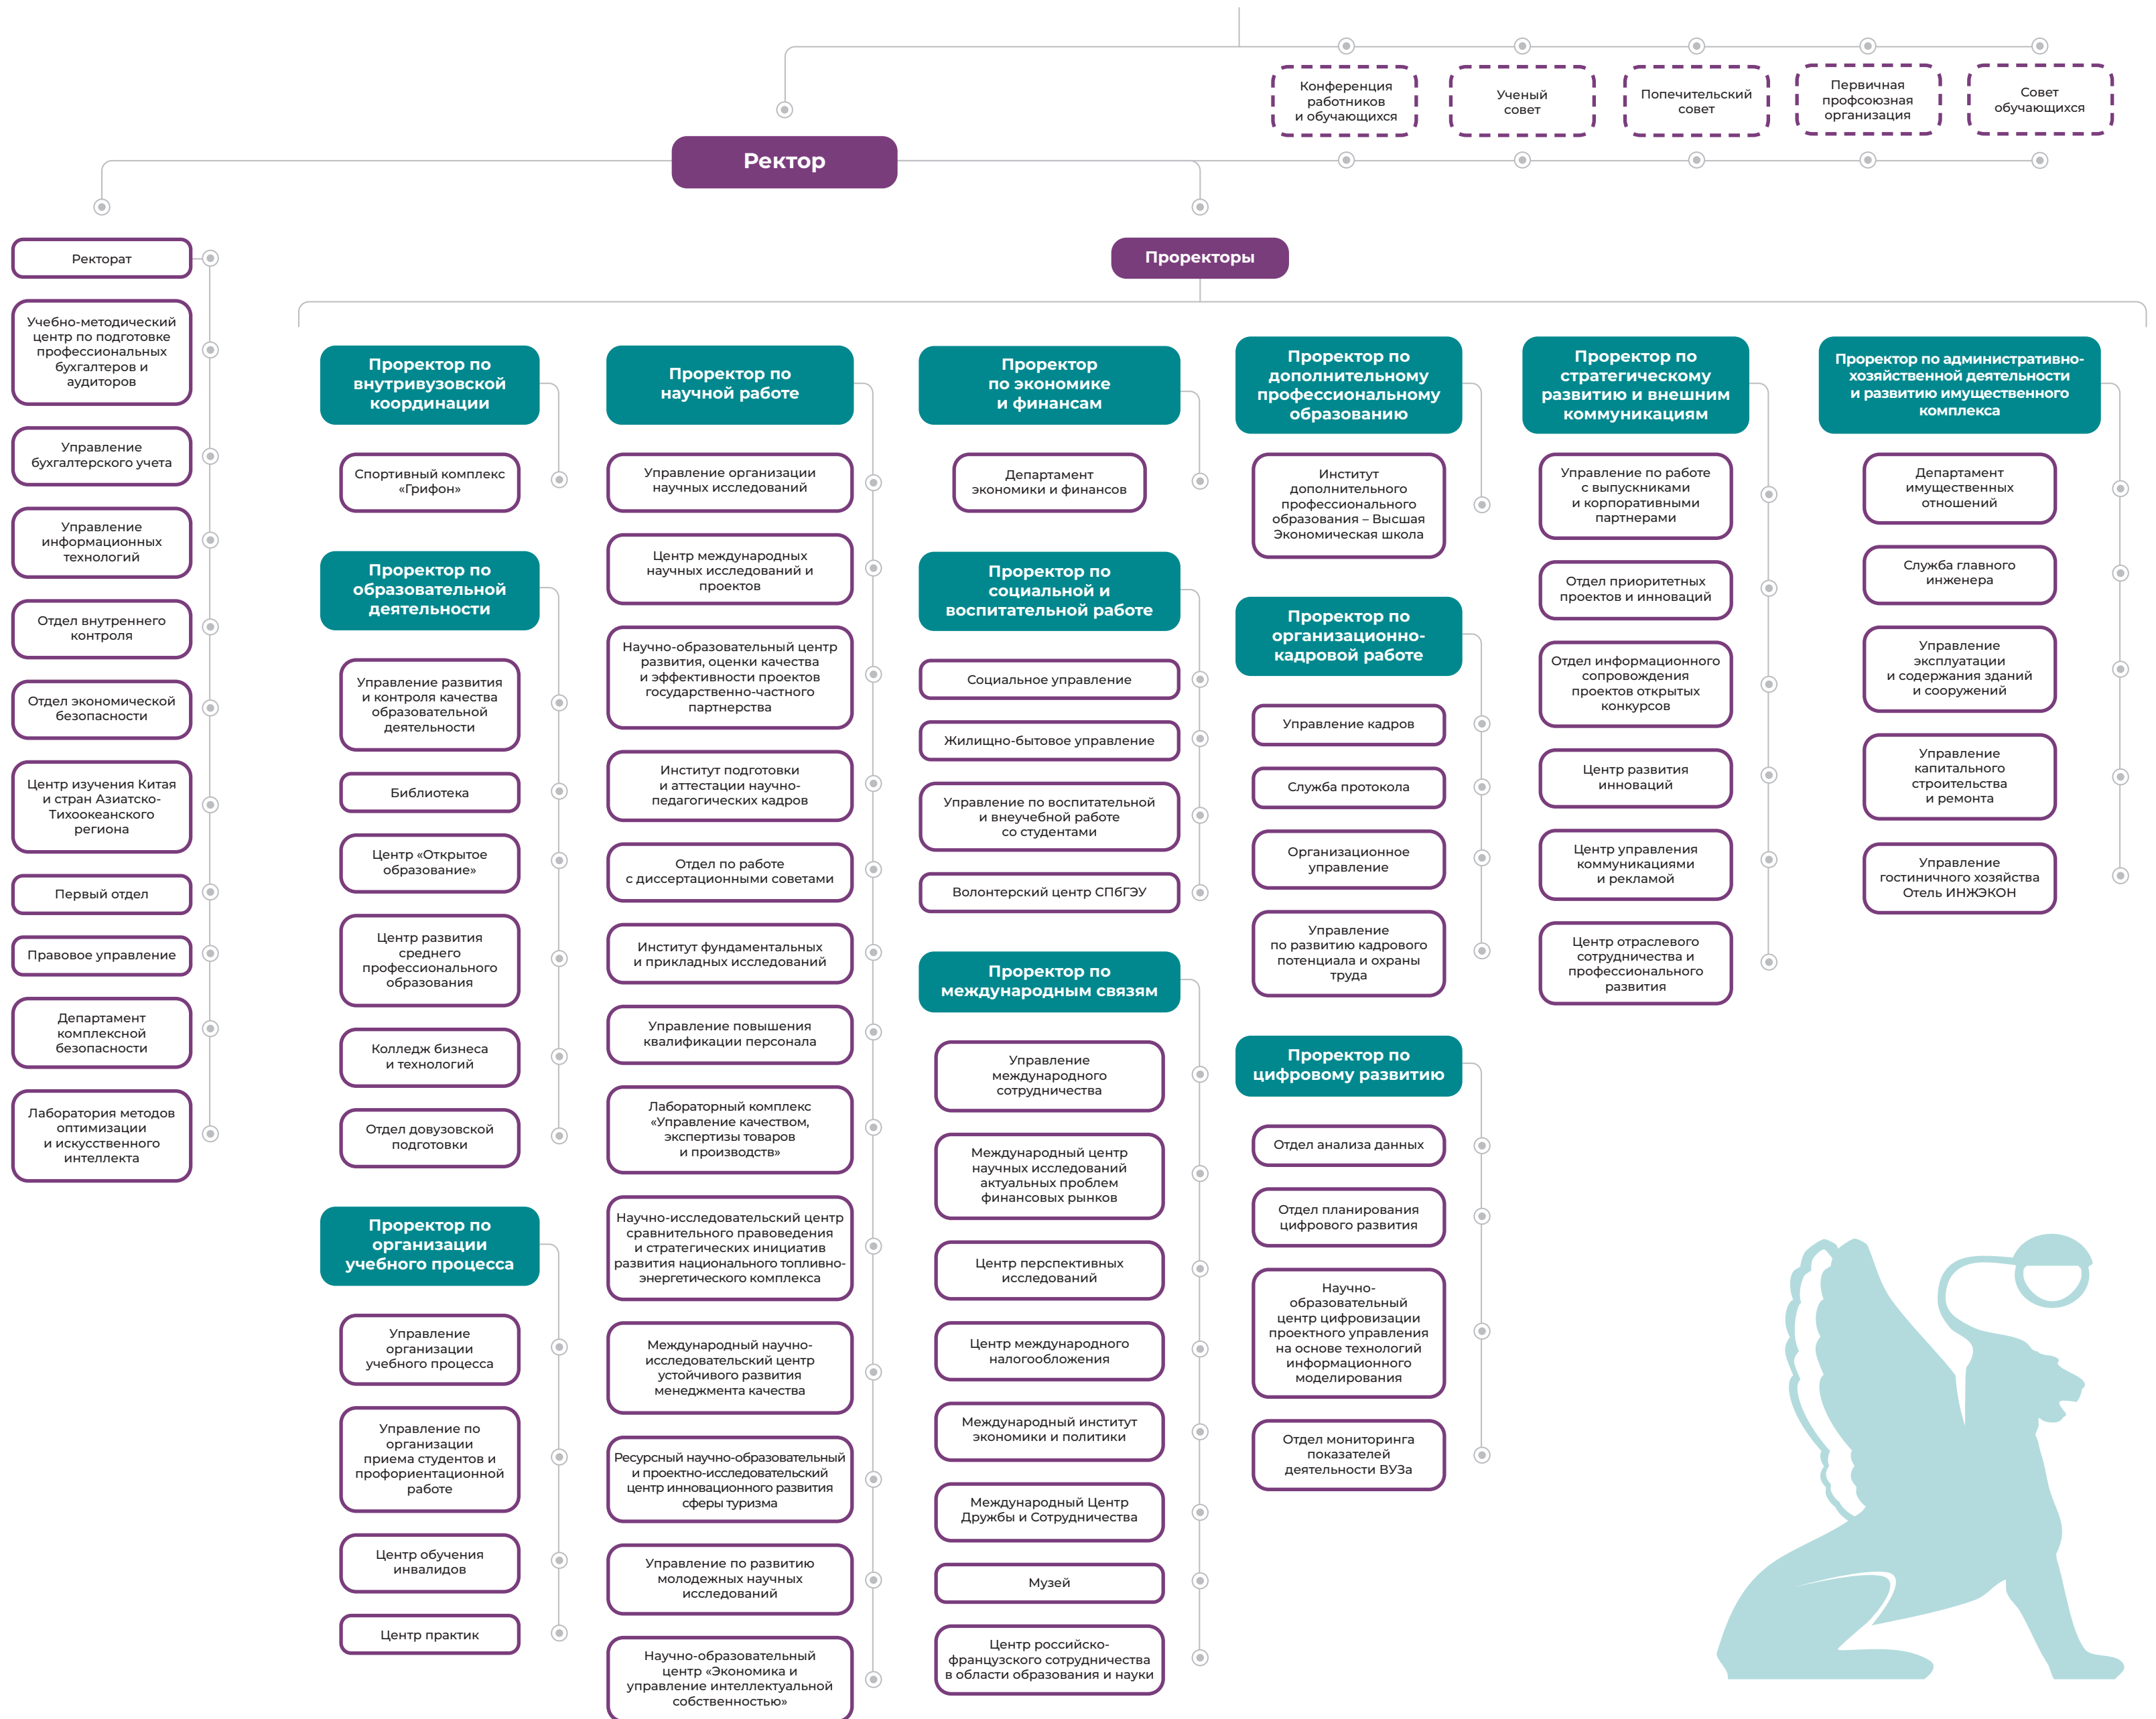 Конференция
работников
и обучающихся
Ученый
совет
Попечительский
совет
Первичная
профсоюзная
организация
Совет
обучающихся
Ректор
Проректоры
Ректорат
Учебно-методический
центр по подготовке
профессиональных
бухгалтеров и
аудиторов
Управление
бухгалтерского учета
Управление
информационных
технологий
Отдел внутреннего
контроля
Отдел экономической
безопасности
Центр изучения Китая
и стран Азиатско-
Тихоокеанского
региона
Первый отдел
Правовое управление
Департамент
комплексной
безопасности
Лаборатория методов
оптимизации
и искусственного
интеллекта
Проректор по
внутривузовской
координации
Спортивный комплекс
«Грифон»
Проректор по
образовательной
деятельности
Управление развития
и контроля качества
образовательной
деятельности
Библиотека
Центр «Открытое
образование»
Центр развития
среднего
профессионального
образования
Колледж бизнеса
и технологий
Отдел довузовской
подготовки
Проректор по
организации
учебного процесса
Управление
организации
учебного процесса
Управление по
организации
приема студентов и
профориентационной
работе
Центр обучения
инвалидов
Центр практик
Проректор по
научной работе
Управление организации
научных исследований
Центр международных
научных исследований и
проектов
Научно-образовательный центр
развития, оценки качества
и эффективности проектов
государственно-частного
партнерства
Институт подготовки
и аттестации научно-
педагогических кадров
Отдел по работе
с диссертационными советами
Институт фундаментальных
и прикладных исследований
Управление повышения
квалификации персонала
Лабораторный комплекс
«Управление качеством,
экспертизы товаров
и производств»
Научно-исследовательский центр
сравнительного правоведения
и стратегических инициатив
развития национального топливно-
энергетического комплекса
Международный научно-
исследовательский центр
устойчивого развития
менеджмента качества
Ресурсный научно-образовательный
и проектно-исследовательский
центр инновационного развития
сферы туризма
Управление по развитию
молодежных научных
исследований
Научно-образовательный
центр «Экономика и
управление интеллектуальной
собственностью»
Проректор
по экономике
и финансам
Департамент
экономики и финансов
Проректор по
социальной и
воспитательной работе
Социальное управление
Жилищно-бытовое управление
Управление по воспитательной
и внеучебной работе
со студентами
Волонтерский центр СПбГЭУ
Проректор по
международным связям
Управление
международного
сотрудничества
Международный центр
научных исследований
актуальных проблем
финансовых рынков
Центр перспективных
исследований
Центр международного
налогообложения
Международный институт
экономики и политики
Международный Центр
Дружбы и Сотрудничества
Музей
Центр российско-
французского сотрудничества
в области образования и науки
Проректор по
дополнительному
профессиональному
образованию
Институт
дополнительного
профессионального
образования – Высшая
Экономическая школа
Проректор по
организационно-
кадровой работе
Управление кадров
Служба протокола
Организационное
управление
Управление
по развитию кадрового
потенциала и охраны
труда
Проректор по
цифровому развитию
Отдел анализа данных
Отдел планирования
цифрового развития
Научно-
образовательный
центр цифровизации
проектного управления
на основе технологий
информационного
моделирования
Отдел мониторинга
показателей
деятельности ВУЗа
Проректор по
стратегическому
развитию и внешним
коммуникациям
Управление по работе
с выпускниками
и корпоративными
партнерами
Отдел приоритетных
проектов и инноваций
Отдел информационного
сопровождения
проектов открытых
конкурсов
Центр развития
инноваций
Центр управления
коммуникациями
и рекламой
Центр отраслевого
сотрудничества и
профессионального
развития
Проректор по административно-
хозяйственной деятельности
и развитию имущественного
комплекса
Департамент
имущественных
отношений
Служба главного
инженера
Управление
эксплуатации
и содержания зданий
и сооружений
Управление
капитального
строительства
и ремонта
Управление
гостиничного хозяйства
Отель ИНЖЭКОН